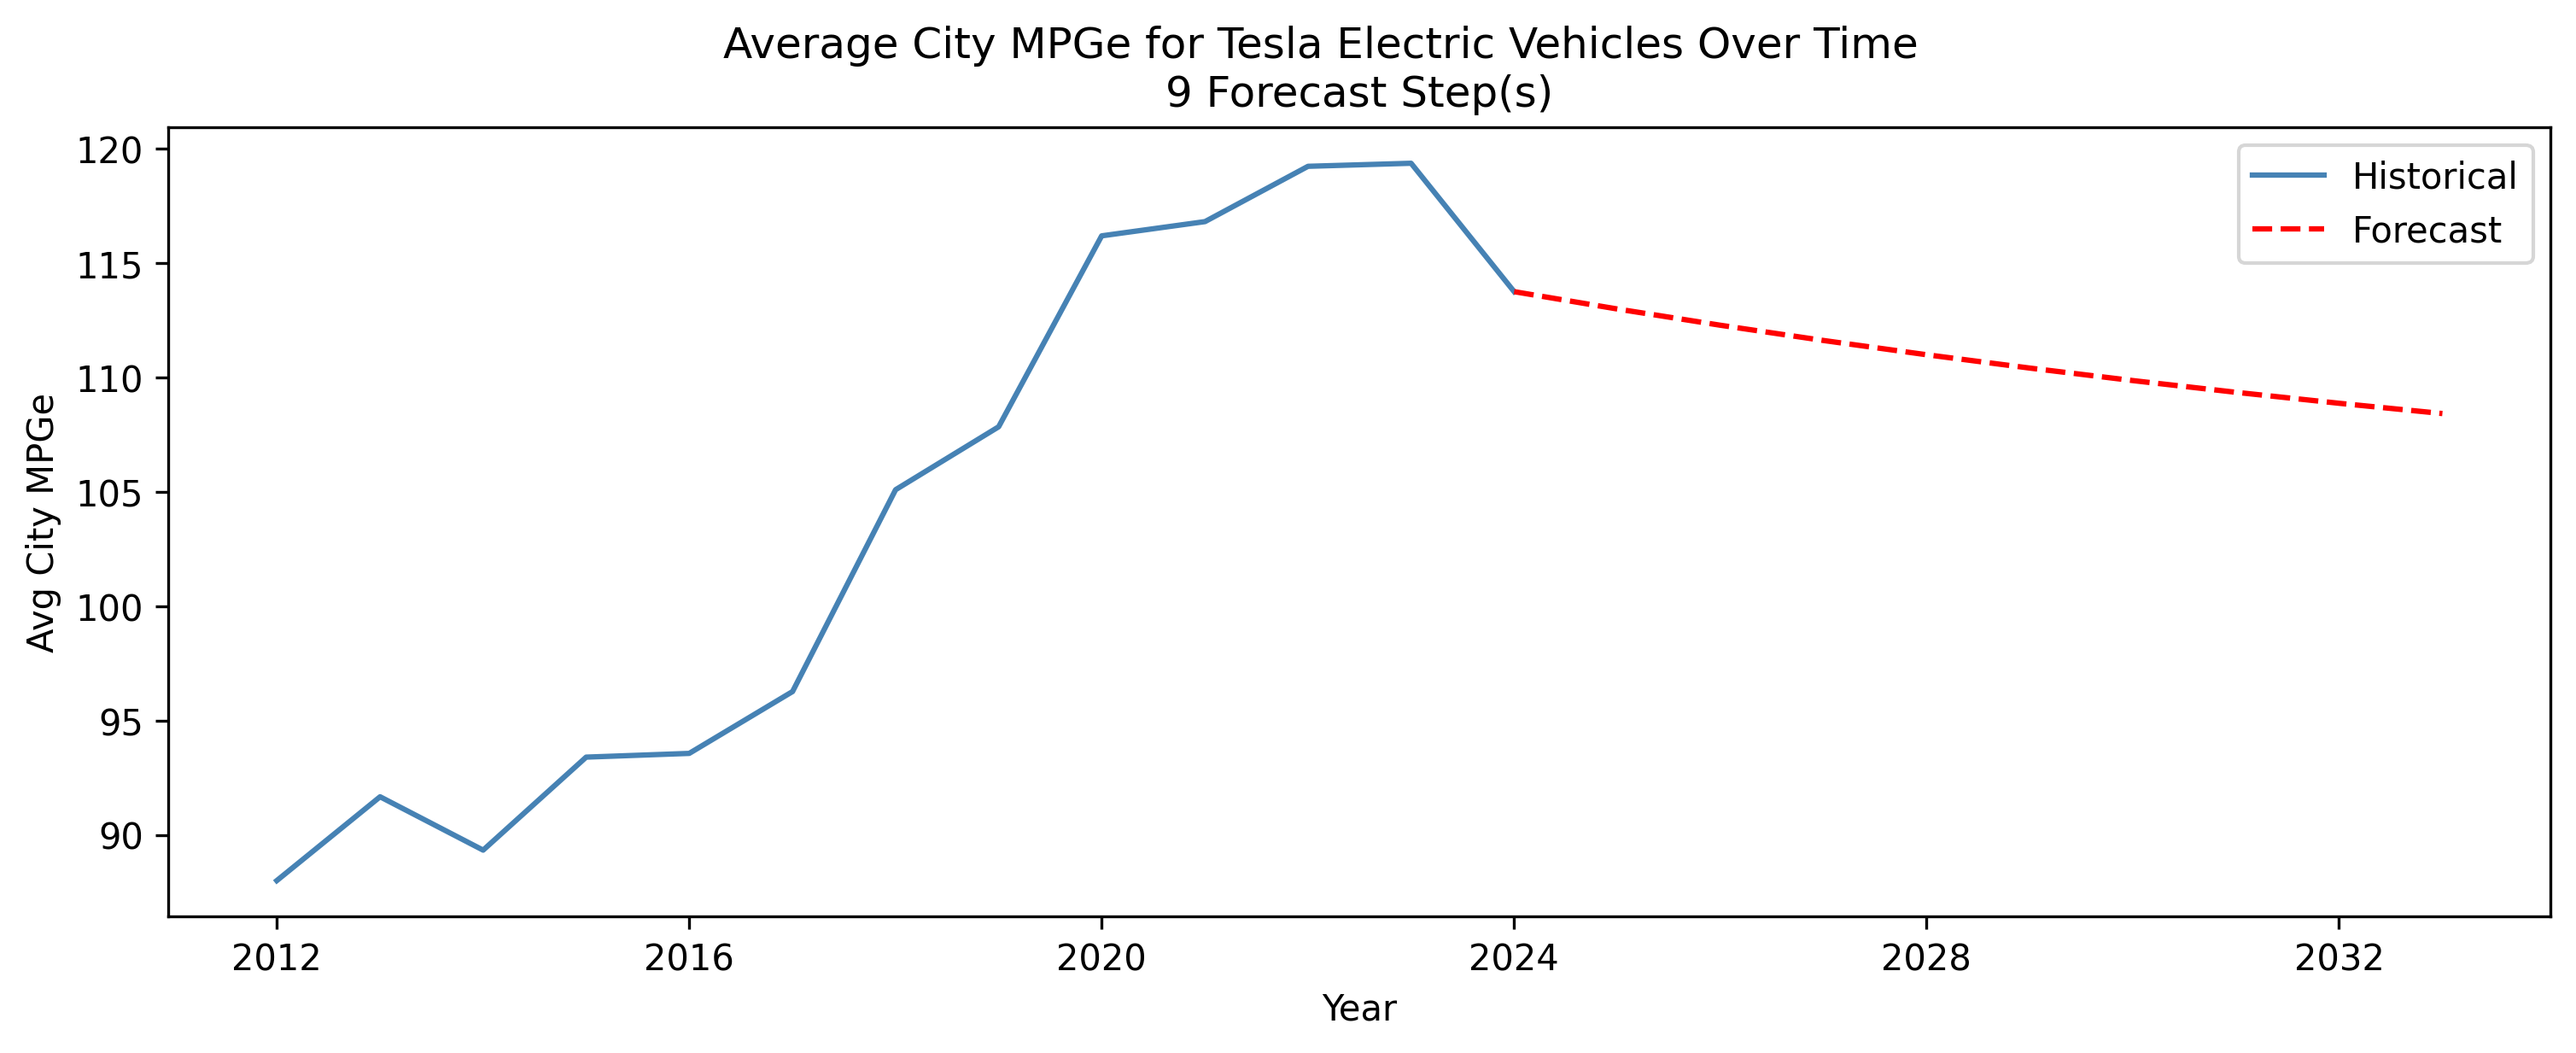 Average City MPGe for Tesla Electric Vehicles Over Time
9 Forecast Step(s)
120
115
110
105
100
95
90
Avg City MPGe
Historical
Forecast
2012 2016 2020 2024 2028 2032
Year